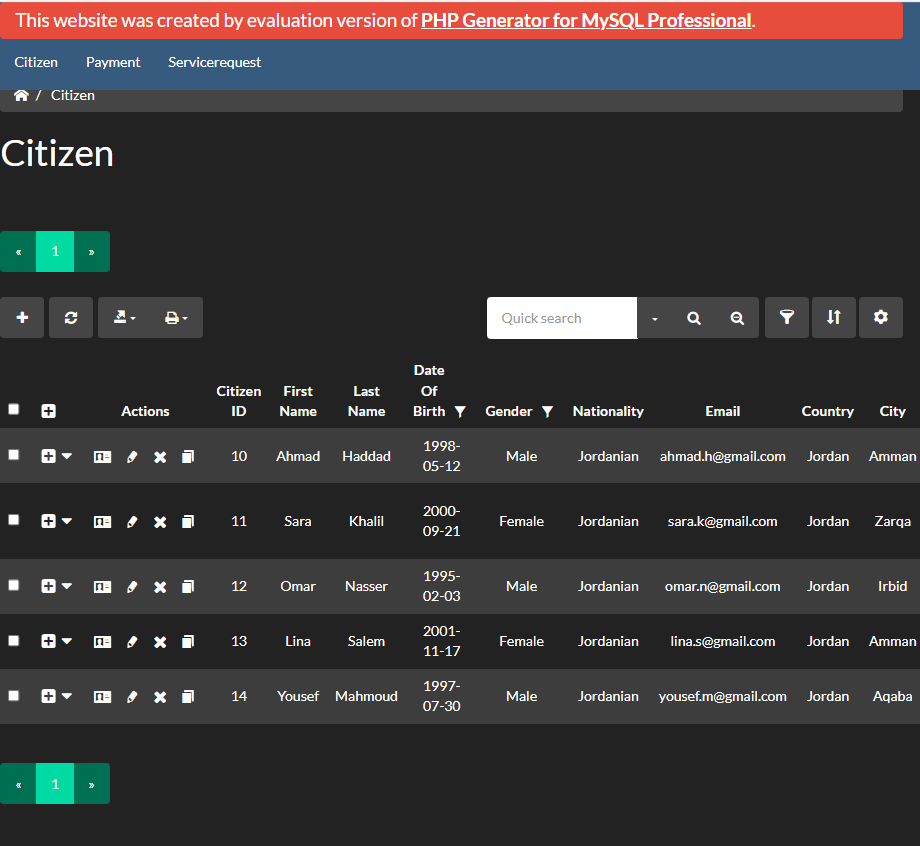 This website was created by evaluation version of PHP Generator for MySQL Professional.
Citizen Payment Servicerequest
/ Citizen
Citizen
« 1 »
Quick search
Citizen ID First Name Last Name Date Of Birth Gender Nationality Email Country City
Actions
10 Ahmad Haddad 1998-05-12 Male Jordanian ahmad.h@gmail.com Jordan Amman
11 Sara Khalil 2000-09-21 Female Jordanian sara.k@gmail.com Jordan Zarqa
12 Omar Nasser 1995-02-03 Male Jordanian omar.n@gmail.com Jordan Irbid
13 Lina Salem 2001-11-17 Female Jordanian lina.s@gmail.com Jordan Amman
14 Yousef Mahmoud 1997-07-30 Male Jordanian yousef.m@gmail.com Jordan Aqaba
« 1 »